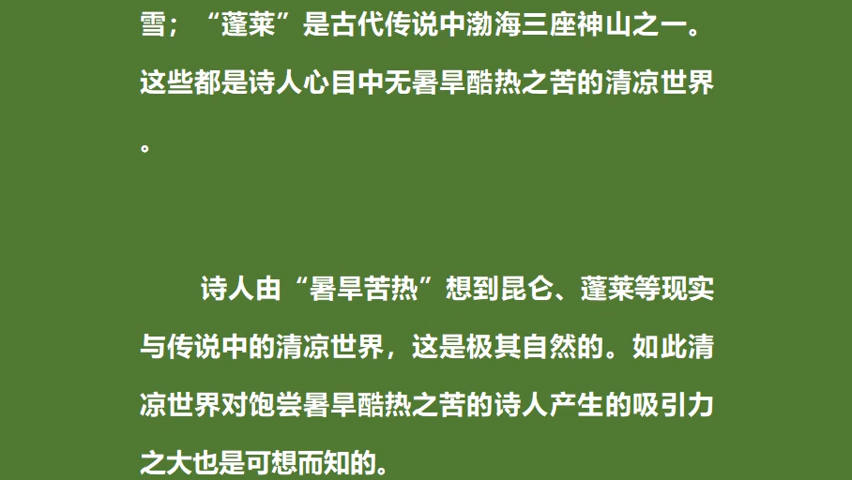 雪；“蓬莱”是古代传说中渤海三座神山之一。
这些都是诗人心目中无暑旱酷热之苦的清凉世界
。
诗人由“暑旱苦热”想到昆仑、蓬莱等现实
与传说中的清凉世界，这是极其自然的。如此清
凉世界对饱尝暑旱酷热之苦的诗人产生的吸引力
之大也是可想而知的。